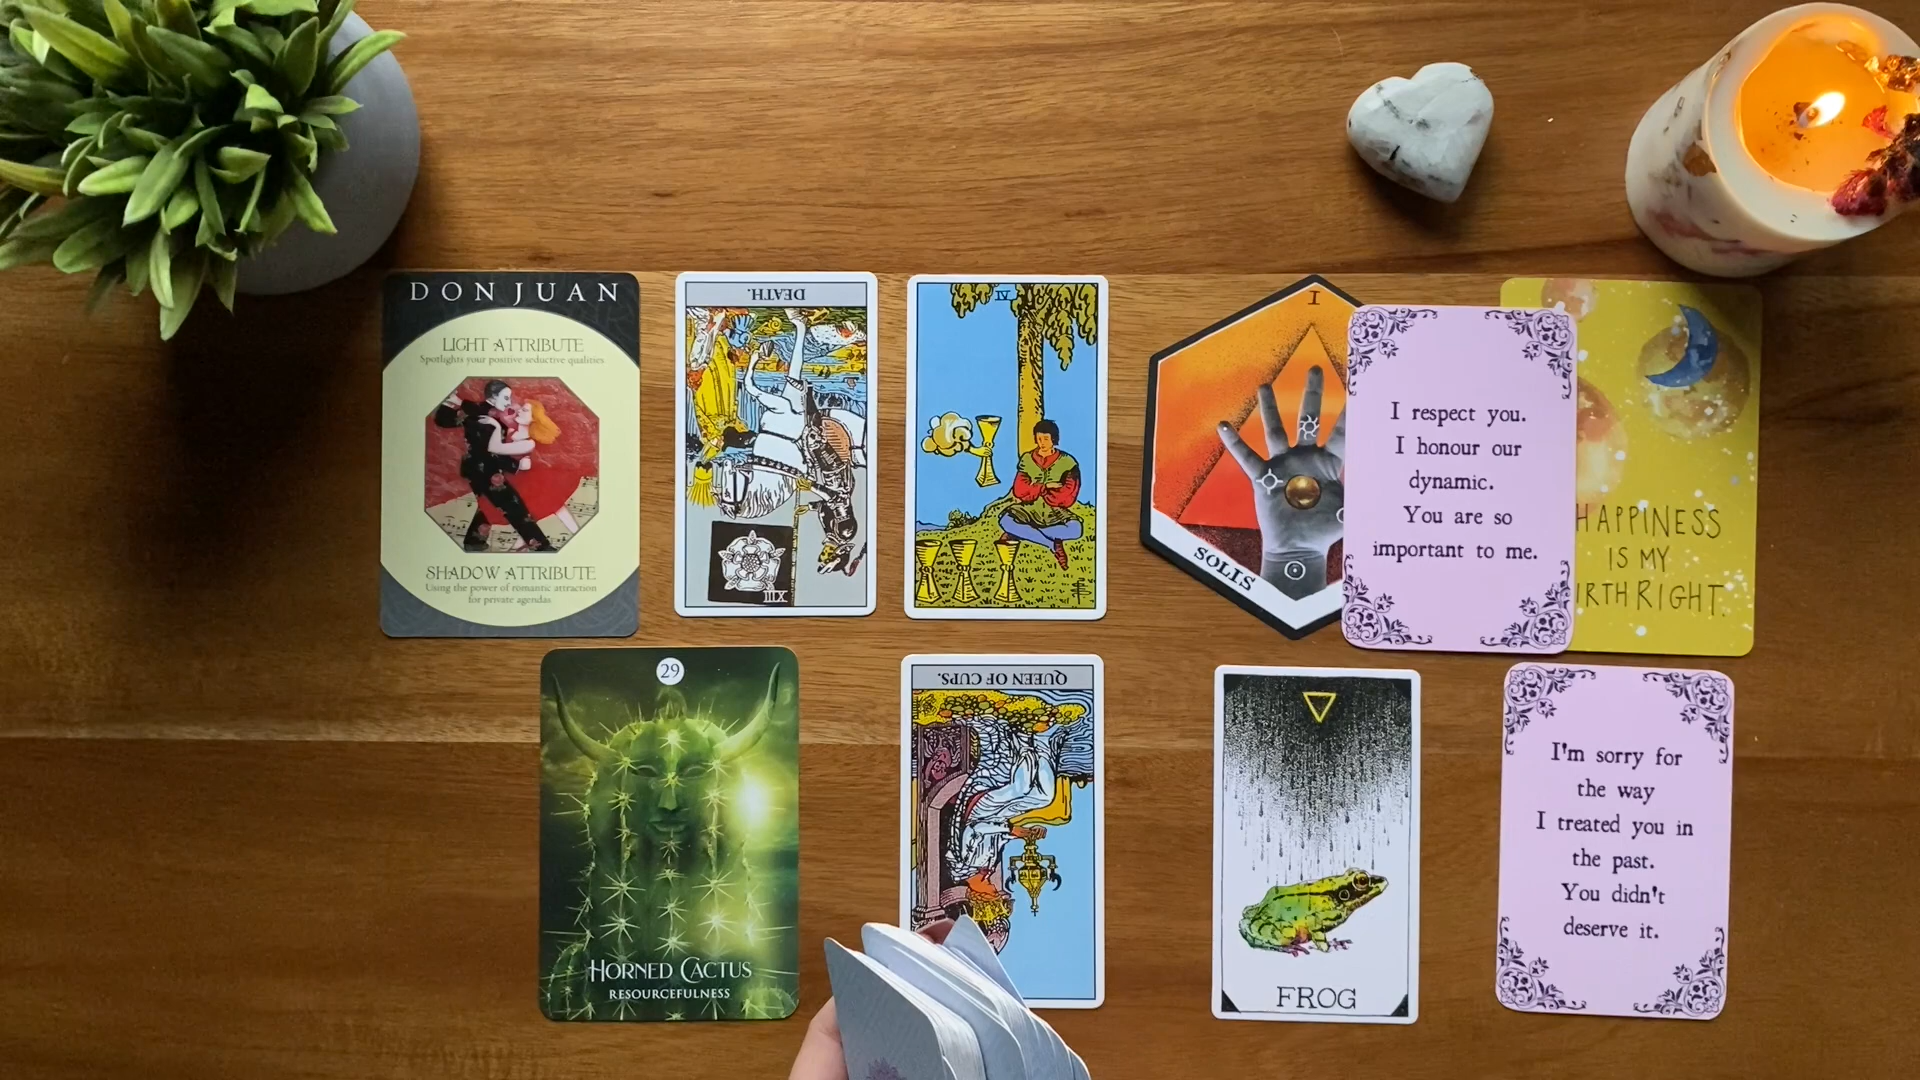 DON JUAN
LIGHT ATTRIBUTE
Spotlights your positive seductive qualities
SHADOW ATTRIBUTE
Using the power of romantic attraction
for private agendas
DEATH.
XIII
IV
I
SOLIS
I respect you.
I honour our
dynamic.
You are so
important to me.
HAPPINESS
IS MY
BIRTHRIGHT.
29
HORNED CACTUS
RESOURCEFULNESS
QUEEN OF CUPS.
FROG
I'm sorry for
the way
I treated you in
the past.
You didn't
deserve it.